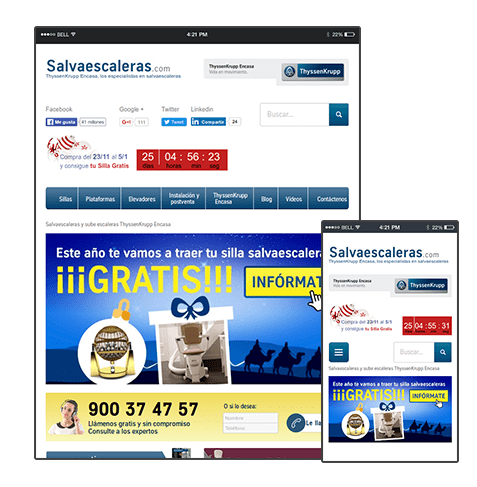 BELL 4:21 PM 22%
Salvaescaleras.com
ThyssenKrupp Encasa, los especialistas en salvaescaleras
ThyssenKrupp Encasa
Vida en movimiento.
ThyssenKrupp
Facebook Google + Twitter Linkedin
Me gusta 41 millones
+1 111
Tweet
Compartir 24
Buscar...
Compra del 23/11 al 5/1
y consigue tu Silla Gratis
25 04 : 56 : 23
días horas min seg
Sillas Plataformas Elevadores Instalación y postventa ThyssenKrupp Encasa Blog Vídeos Contáctenos
Salvaescaleras y sube escaleras ThyssenKrupp Encasa
Este año te vamos a traer tu silla salvaescaleras
¡¡¡GRATIS!!!
INFÓRMATE
900 37 47 57
Llámenos gratis y sin compromiso
Consulte a los expertos
O si lo desea:
Nombre
Teléfono
Le lla
BELL 4:21 PM 22%
Salvaescaleras.com
ThyssenKrupp Encasa, los especialistas en salvaescaleras
ThyssenKrupp Encasa
Vida en movimiento.
ThyssenKrupp
Compra del 23/11 al 5/1
y consigue tu Silla Gratis
25 04 : 55 : 31
Buscar...
Salvaescaleras y sube escaleras ThyssenKrupp Encasa
Este año te vamos a traer tu silla salvaescaleras
¡¡¡GRATIS!!!
INFÓRMATE